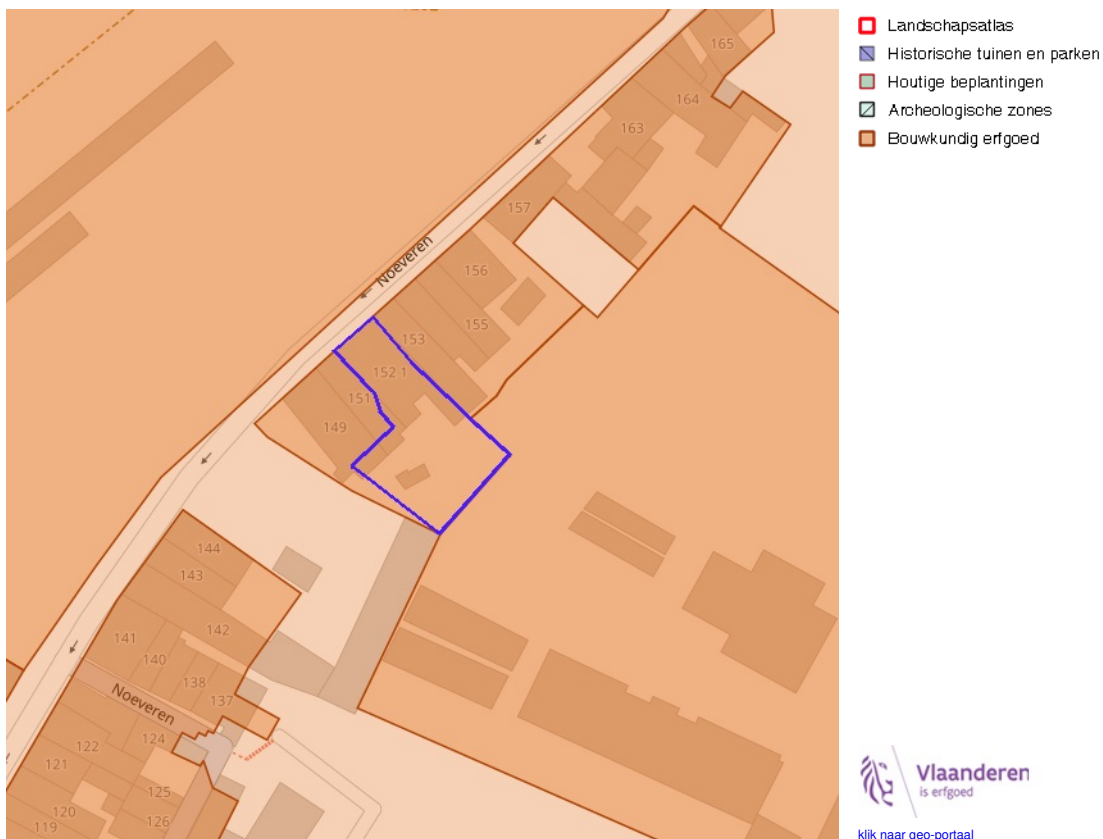 165
164
163
157
Noeveren
156
155
153
152 1
151
149
144
143
142
141
140
138
137
Noeveren
124
122
121
125
120
126
119
Landschapsatlas
Historische tuinen en parken
Houtige beplantingen
Archeologische zones
Bouwkundig erfgoed
Vlaanderen
is erfgoed
klik naar geo-portaal